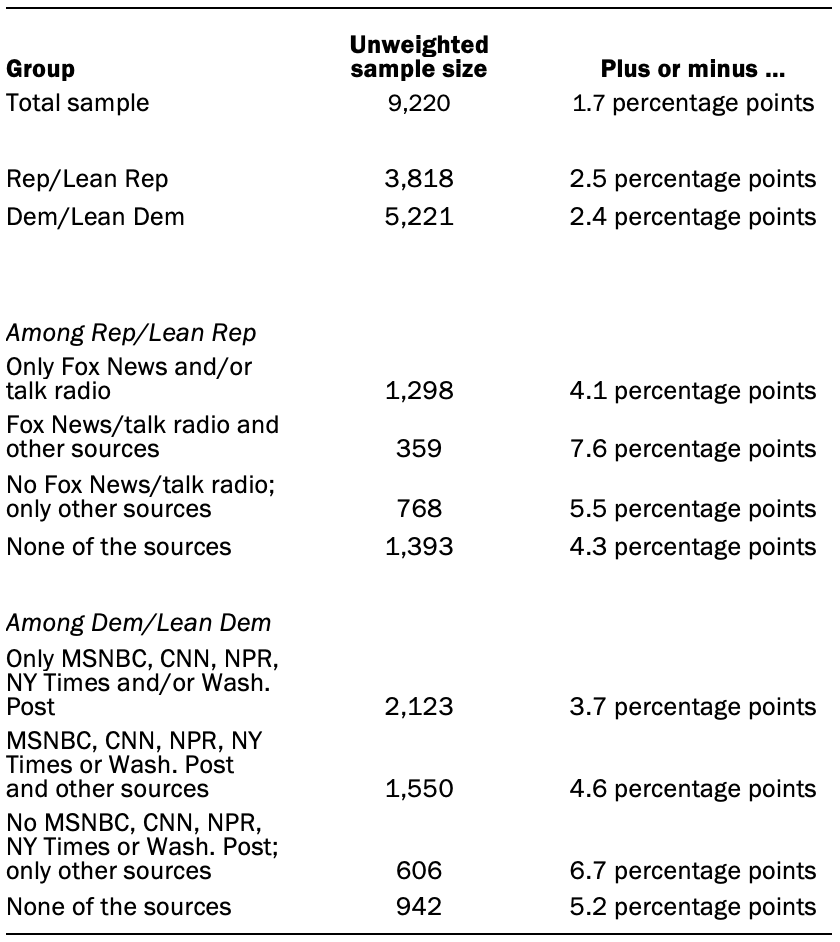 Unweighted
Group sample size Plus or minus ...
Total sample 9,220 1.7 percentage points
Rep/Lean Rep 3,818 2.5 percentage points
Dem/Lean Dem 5,221 2.4 percentage points
Among Rep/Lean Rep
Only Fox News and/or
talk radio 1,298 4.1 percentage points
Fox News/talk radio and
other sources 359 7.6 percentage points
No Fox News/talk radio;
only other sources 768 5.5 percentage points
None of the sources 1,393 4.3 percentage points
Among Dem/Lean Dem
Only MSNBC, CNN, NPR,
NY Times and/or Wash.
Post 2,123 3.7 percentage points
MSNBC, CNN, NPR, NY
Times or Wash. Post
and other sources 1,550 4.6 percentage points
No MSNBC, CNN, NPR,
NY Times or Wash. Post;
only other sources 606 6.7 percentage points
None of the sources 942 5.2 percentage points